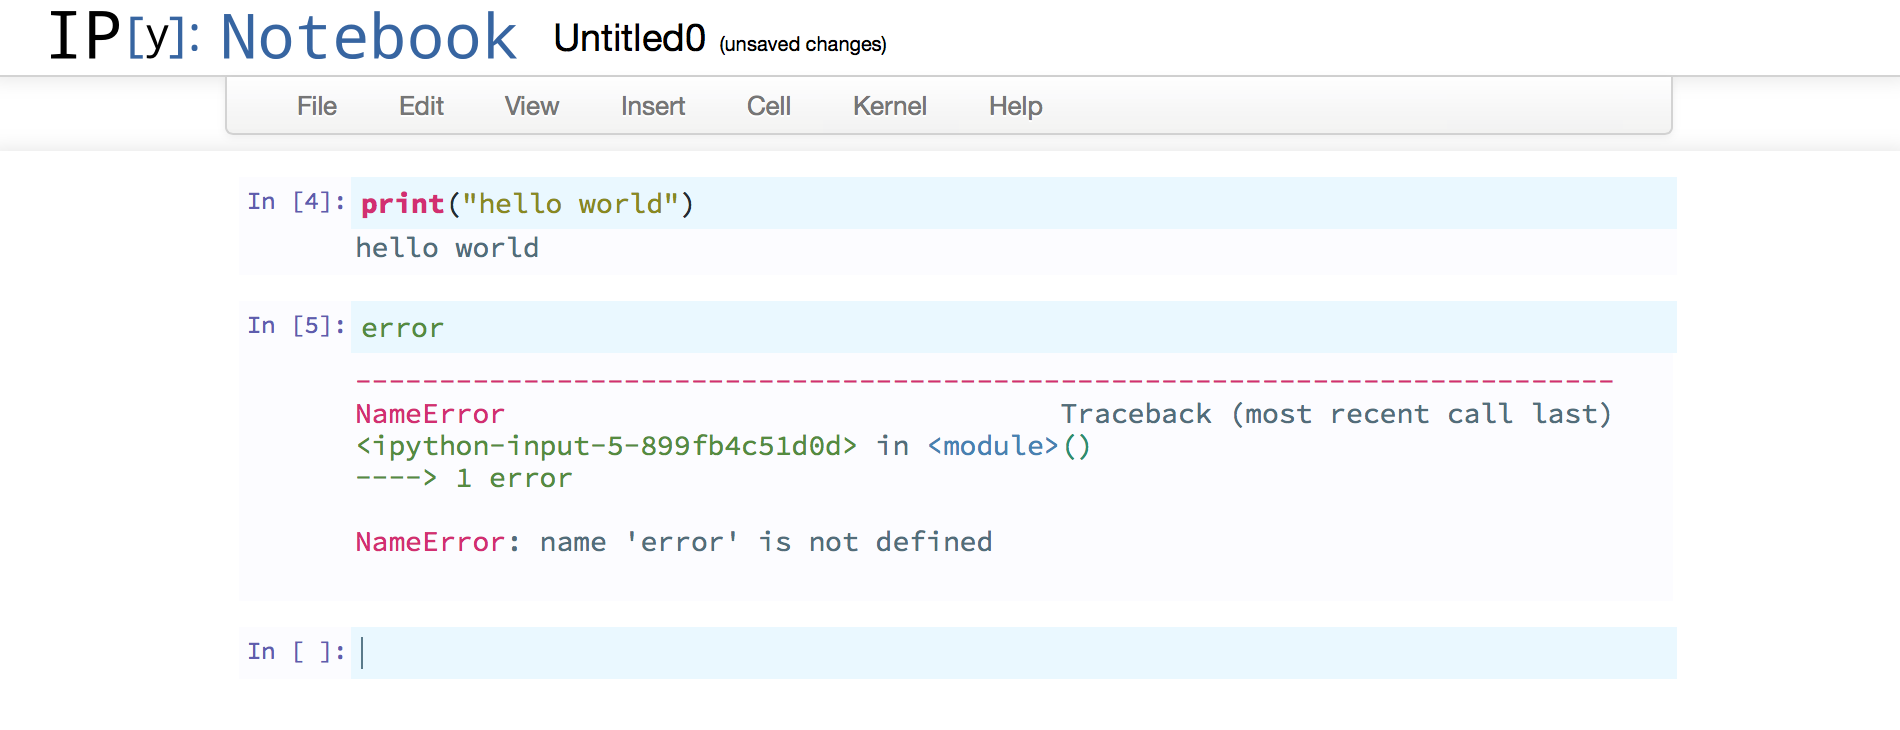 IP[y]: Notebook Untitled0 (unsaved changes)
File Edit View Insert Cell Kernel Help
In [4]: print("hello world")
hello world
In [5]: error
---------------------------------------------------------------------------
NameError                                 Traceback (most recent call last)
<ipython-input-5-899fb4c51d0d> in <module>()
----> 1 error
NameError: name 'error' is not defined
In [ ]: